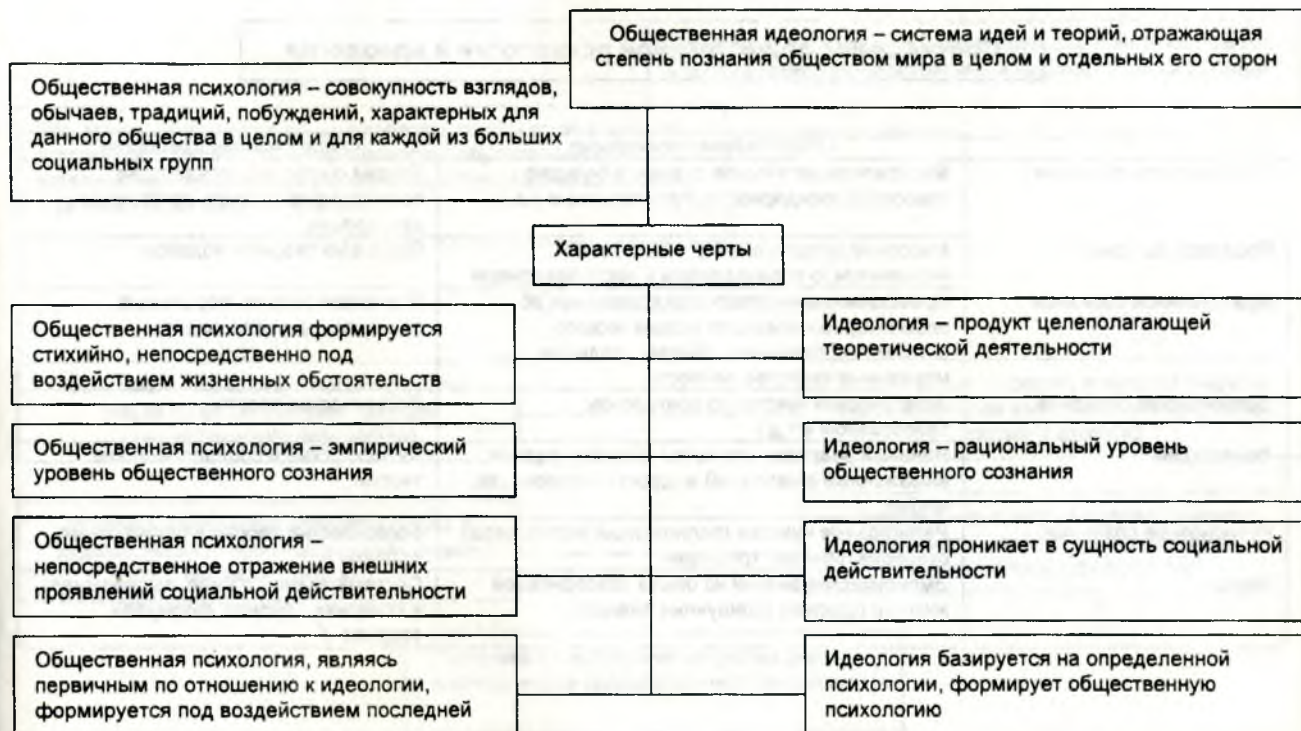 Общественная идеология – система идей и теорий, отражающая
степень познания обществом мира в целом и отдельных его сторон
Общественная психология – совокупность взглядов,
обычаев, традиций, побуждений, характерных для
данного общества в целом и для каждой из больших
социальных групп
Характерные черты
Общественная психология формируется
стихийно, непосредственно под
воздействием жизненных обстоятельств
Идеология – продукт целеполагающей
теоретической деятельности
Общественная психология – эмпирический
уровень общественного сознания
Идеология – рациональный уровень
общественного сознания
Общественная психология –
непосредственное отражение внешних
проявлений социальной действительности
Идеология проникает в сущность социальной
действительности
Общественная психология, являясь
первичным по отношению к идеологии,
формируется под воздействием последней
Идеология базируется на определенной
психологии, формирует общественную
психологию